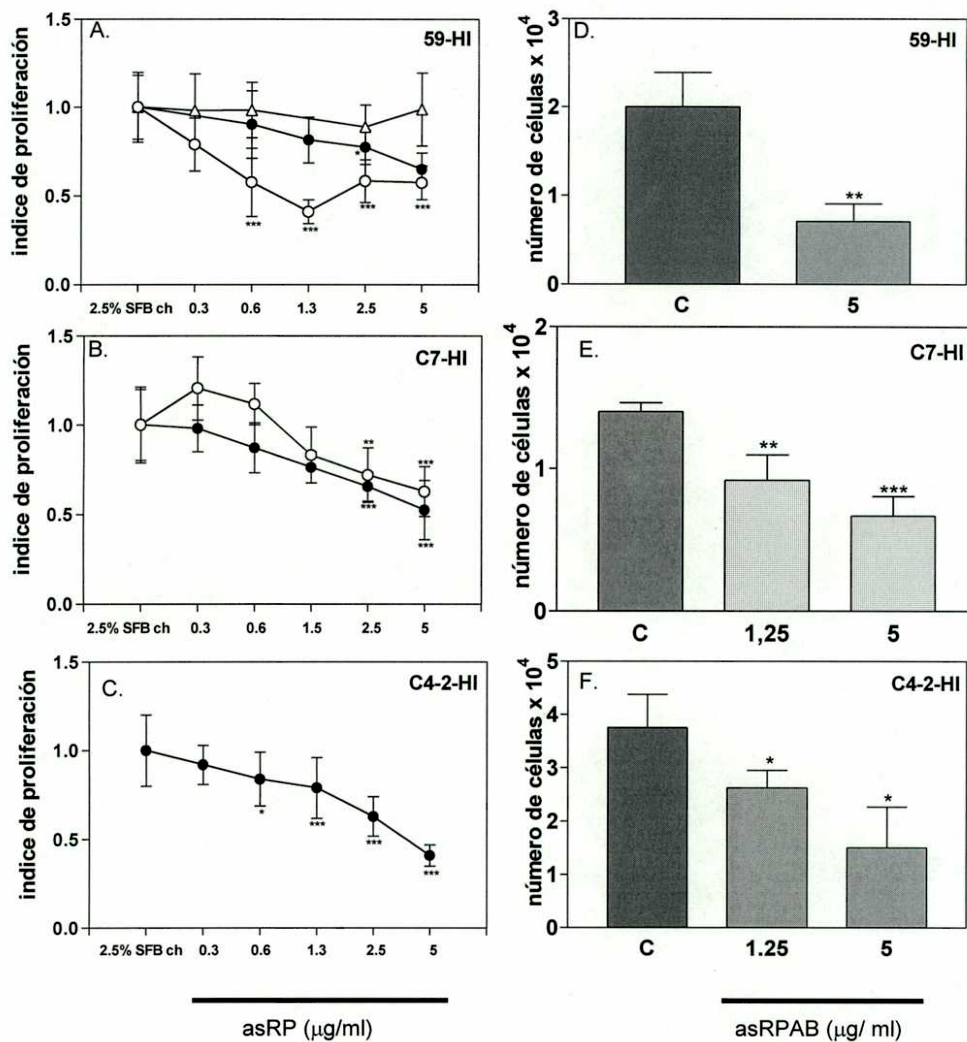 A.
59-HI
indice de proliferación
1.5
1.0
0.5
0.0
*
***
***
***
***
2.5% SFB ch 0.3 0.6 1.3 2.5 5
B.
C7-HI
indice de proliferación
1.5
1.0
0.5
0.0
**
***
***
***
2.5% SFB ch 0.3 0.6 1.5 2.5 5
C.
C4-2-HI
indice de proliferación
1.5
1.0
0.5
0.0
*
***
***
***
2.5% SFB ch 0.3 0.6 1.3 2.5 5
asRP (μg/ml)
D.
59-HI
número de células x 10⁴
3
2
1
0
**
C 5
E.
C7-HI
número de células x 10⁴
2
1
0
**
***
C 1,25 5
F.
C4-2-HI
número de células x 10⁴
5
4
3
2
1
0
*
*
C 1.25 5
asRPAB (μg/ ml)